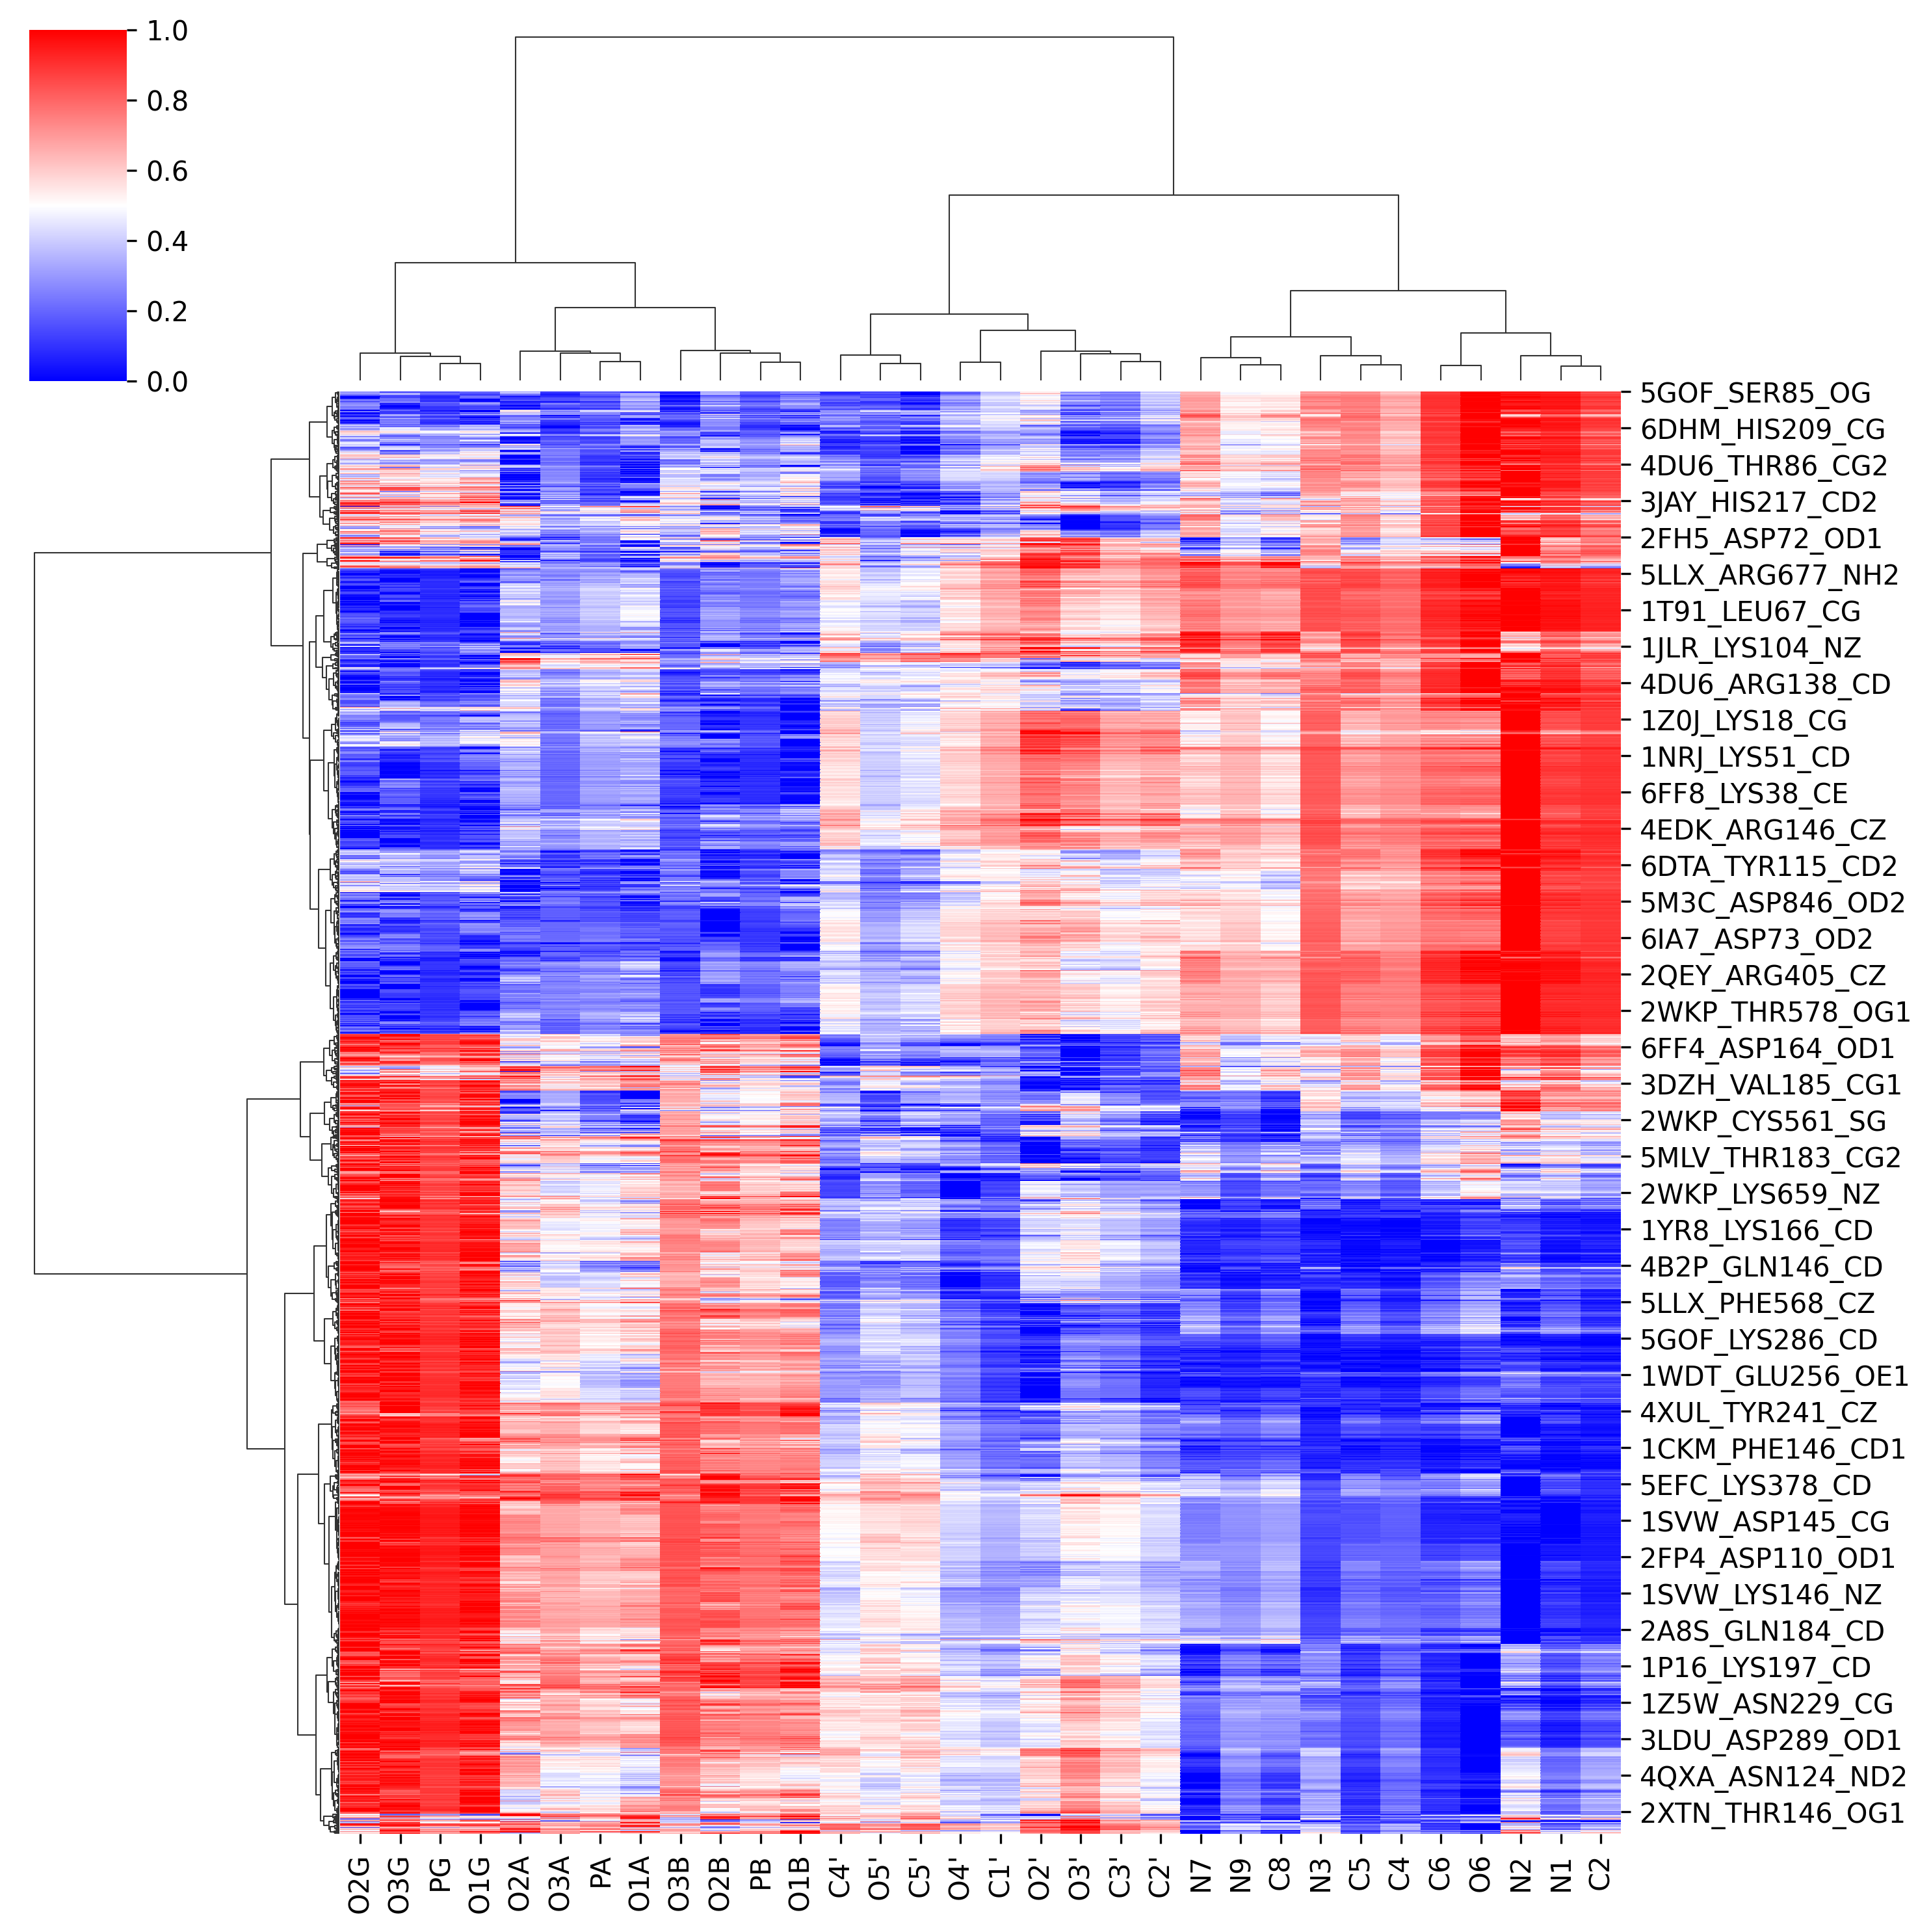 1.0
0.8
0.6
0.4
0.2
0.0
5GOF_SER85_OG
6DHM_HIS209_CG
4DU6_THR86_CG2
3JAY_HIS217_CD2
2FH5_ASP72_OD1
5LLX_ARG677_NH2
1T91_LEU67_CG
1JLR_LYS104_NZ
4DU6_ARG138_CD
1Z0J_LYS18_CG
1NRJ_LYS51_CD
6FF8_LYS38_CE
4EDK_ARG146_CZ
6DTA_TYR115_CD2
5M3C_ASP846_OD2
6IA7_ASP73_OD2
2QEY_ARG405_CZ
2WKP_THR578_OG1
6FF4_ASP164_OD1
3DZH_VAL185_CG1
2WKP_CYS561_SG
5MLV_THR183_CG2
2WKP_LYS659_NZ
1YR8_LYS166_CD
4B2P_GLN146_CD
5LLX_PHE568_CZ
5GOF_LYS286_CD
1WDT_GLU256_OE1
4XUL_TYR241_CZ
1CKM_PHE146_CD1
5EFC_LYS378_CD
1SVW_ASP145_CG
2FP4_ASP110_OD1
1SVW_LYS146_NZ
2A8S_GLN184_CD
1P16_LYS197_CD
1Z5W_ASN229_CG
3LDU_ASP289_OD1
4QXA_ASN124_ND2
2XTN_THR146_OG1
O2G
O3G
PG
O1G
O2A
O3A
PA
O1A
O3B
O2B
PB
O1B
C4'
O5'
C5'
O4'
C1'
O2'
O3'
C3'
C2'
N7
N9
C8
N3
C5
C4
C6
O6
N2
N1
C2